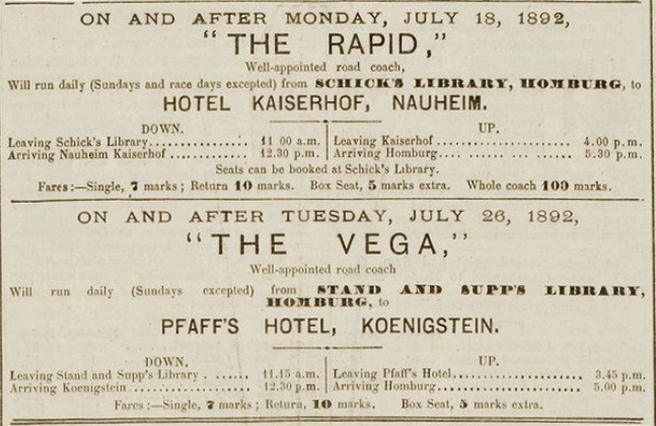 ON AND AFTER MONDAY, JULY 18, 1892,
"THE RAPID,"
Well-appointed road coach,
Will run daily (Sundays and race days excepted) from SCHICK'S LIBRARY, HOMBURG, to
HOTEL KAISERHOF, NAUHEIM.
DOWN.
Leaving Schick's Library............ 11 00 a.m.
Arriving Nauheim Kaiserhof ............ 12.30 p.m.
UP.
Leaving Kaiserhof ..................... 4.00 p.m.
Arriving Homburg.... ... ... ......... 5.30 p.m.
Seats can be booked at Schick's Library.
Fares:—Single, 7 marks; Return 10 marks. Box Seat, 5 marks extra. Whole coach 100 marks.
ON AND AFTER TUESDAY, JULY 26, 1892,
"THE VEGA,"
Well-appointed road coach
Will run daily (Sundays excepted) from STAND AND SUPP'S LIBRARY,
HOMBURG, to
PFAFF'S HOTEL, KOENIGSTEIN.
DOWN.
Leaving Stand and Supp's Library . ...... 11.15 a.m.
Arriving Koenigstein .................. 12.30 p.m.
UP.
Leaving Pfaff's Hotel..................... 3.45 p.m.
Arriving Homburg........................ 5.00 p.m.
Fares:—Single, 7 marks; Return, 10 marks. Box Seat, 5 marks extra.